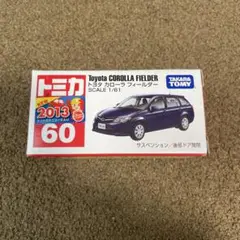 トミカ
2013
60
Toyota COROLLA FIELDER
トヨタ カローラ フィールダー
SCALE 1/61
TAKARA
TOMY
サスペンション/後部ドア開閉